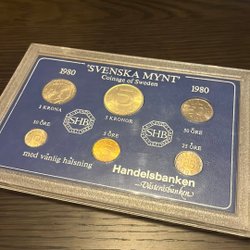 'SVENSKA MYNT'
Coinage of Sweden
1980
1980
1 KRONA
5 KRONOR
50 ÖRE
SHB
SHB
10 ÖRE
5 ÖRE
25 ÖRE
med vänlig hälsning
Handelsbanken
Västeråsbanken